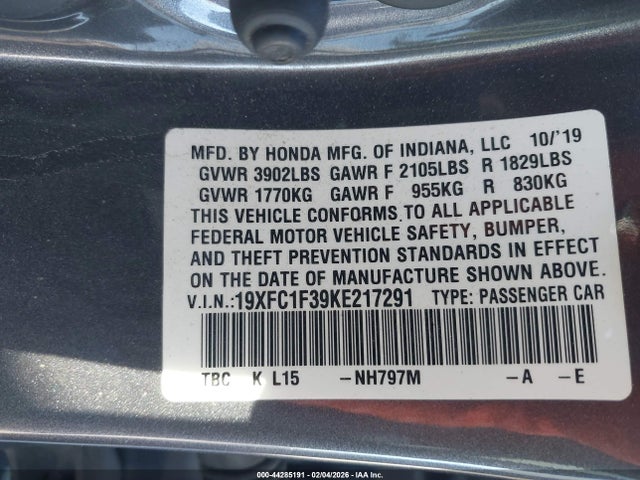 MFD. BY HONDA MFG. OF INDIANA, LLC 10/'19
GVWR 3902LBS GAWR F 2105LBS R 1829LBS
GVWR 1770KG GAWR F 955KG R 830KG
THIS VEHICLE CONFORMS TO ALL APPLICABLE
FEDERAL MOTOR VEHICLE SAFETY, BUMPER,
AND THEFT PREVENTION STANDARDS IN EFFECT
ON THE DATE OF MANUFACTURE SHOWN ABOVE.
V.I.N.:19XFC1F39KE217291 TYPE: PASSENGER CAR
TBC K L15 -NH797M -A -E
000-44285191 - 02/04/2026 - IAA Inc.